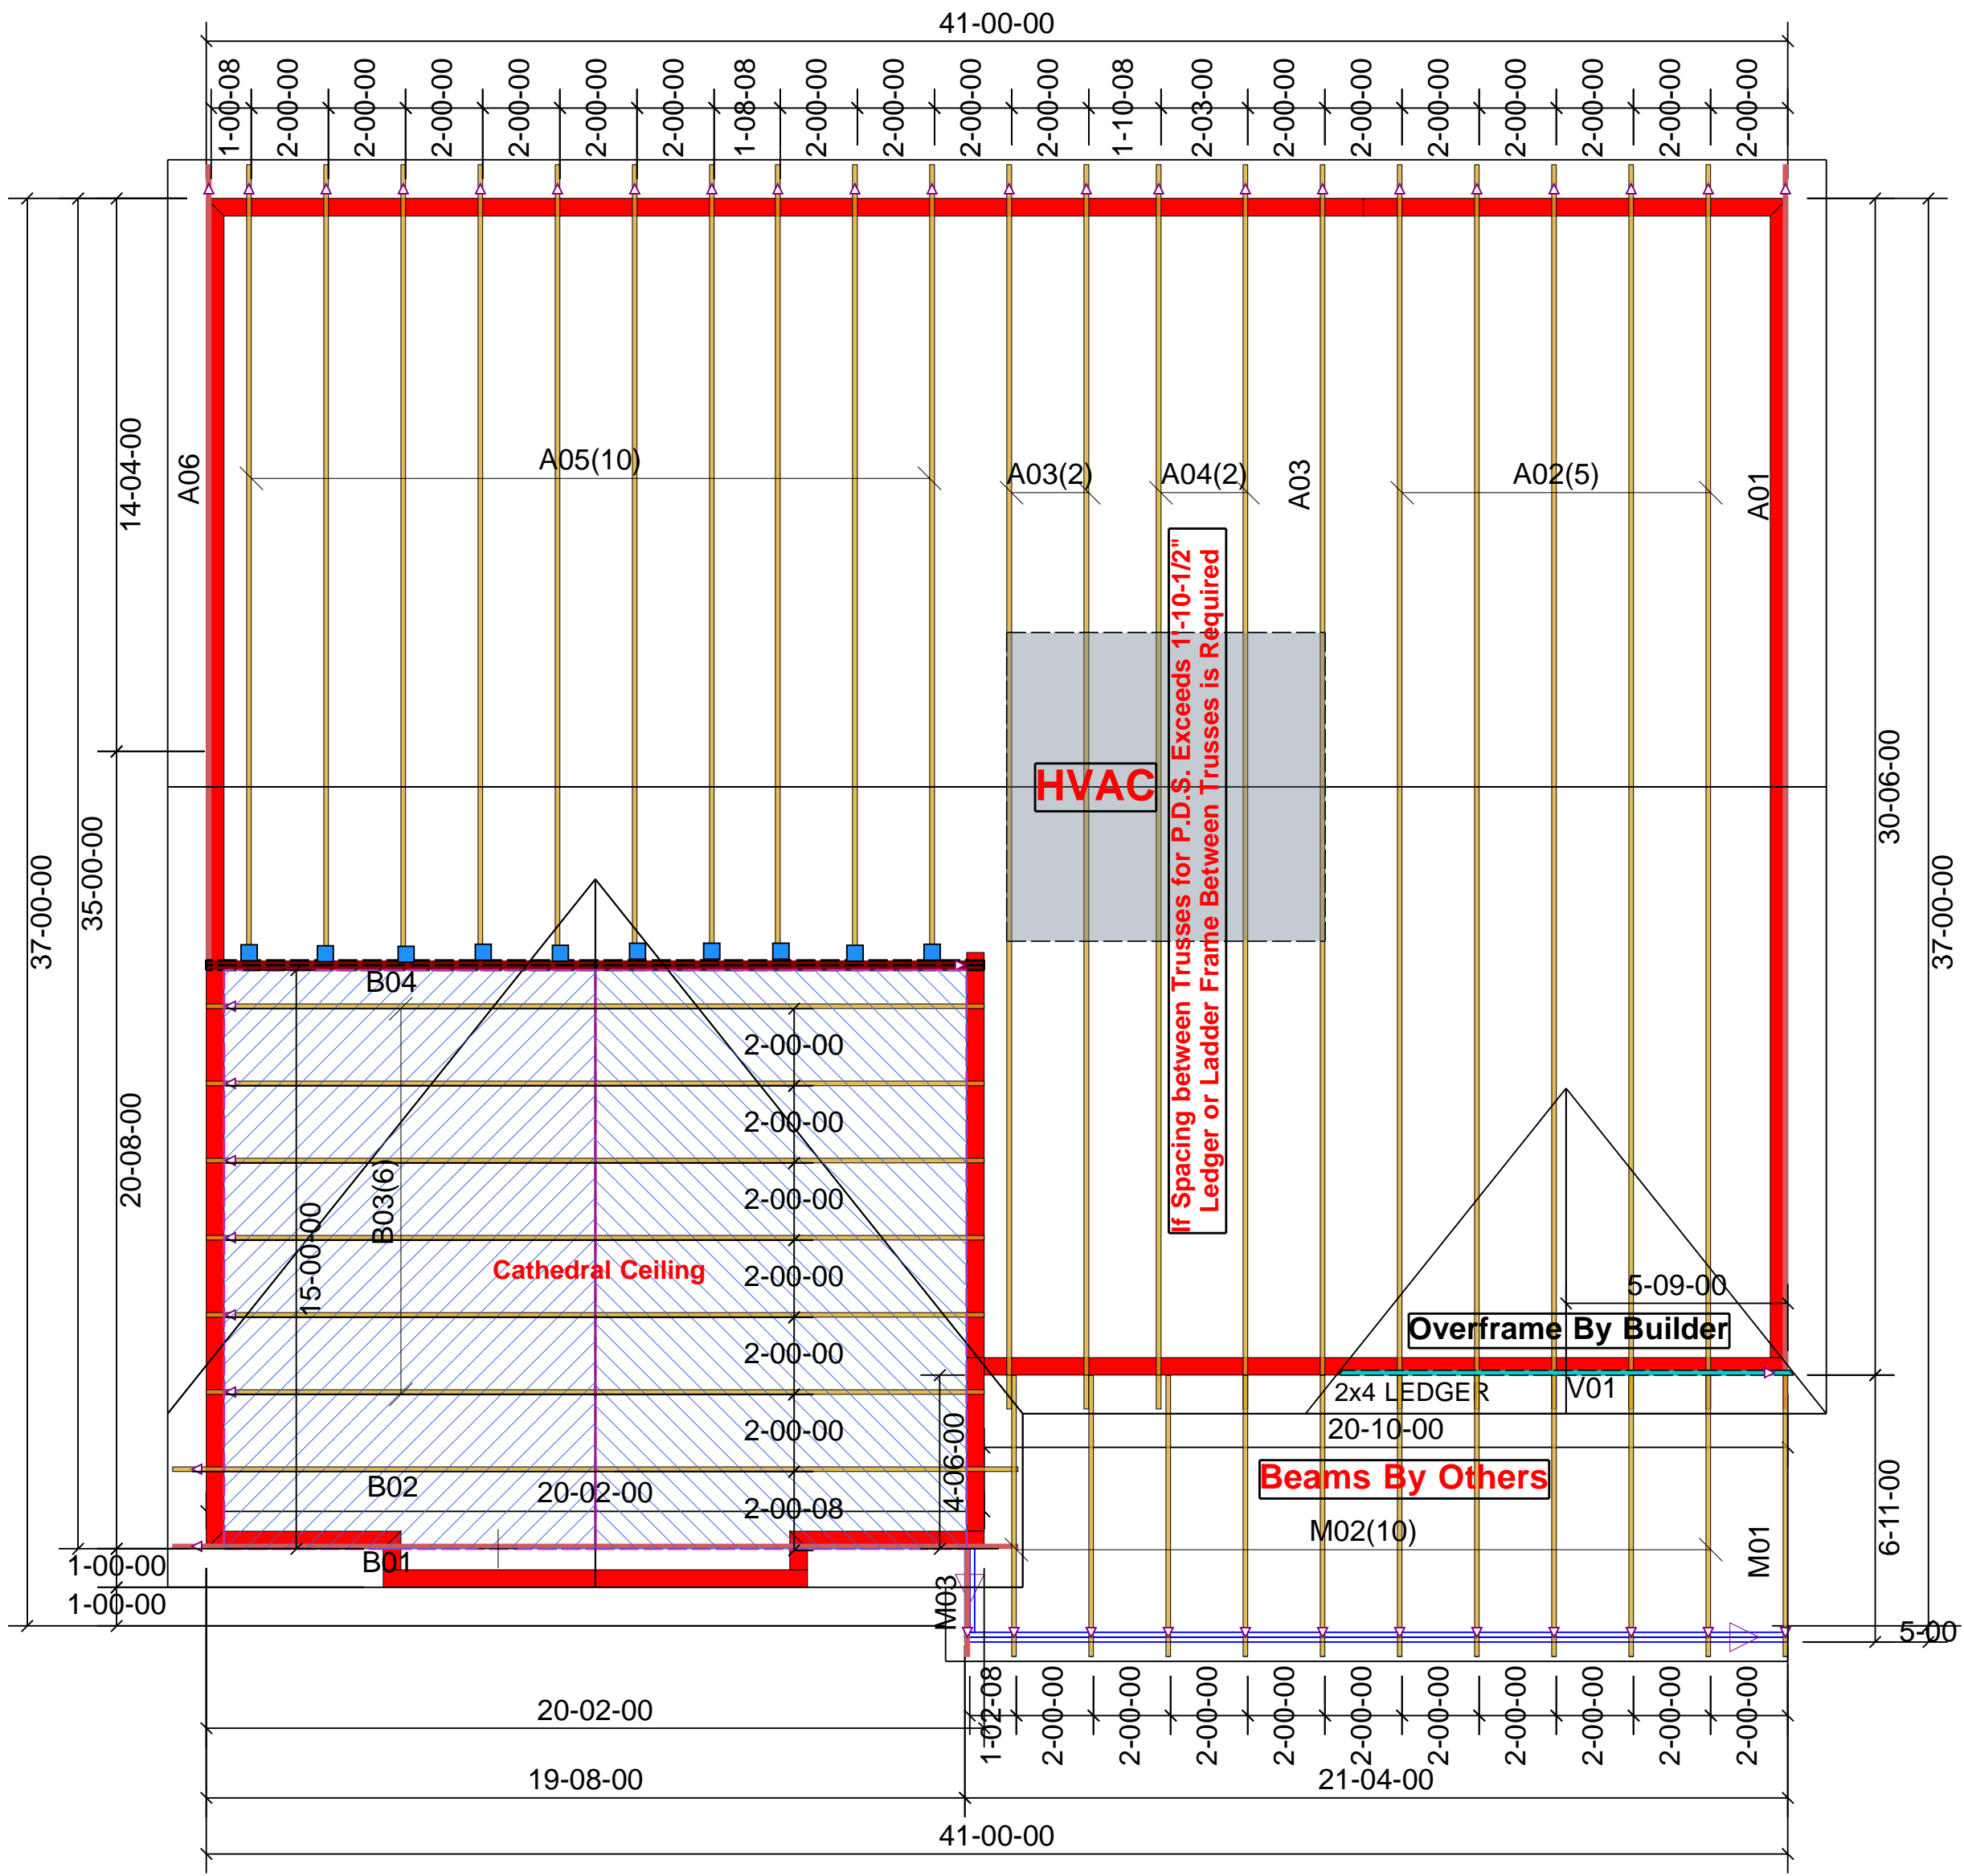 41-00-00
1-00-08
2-00-00
2-00-00
2-00-00
2-00-00
2-00-00
2-00-00
1-08-08
2-00-00
2-00-00
2-00-00
2-00-00
1-10-08
2-03-00
2-00-00
2-00-00
2-00-00
2-00-00
2-00-00
2-00-00
37-00-00
35-00-00
14-04-00
20-08-00
1-00-00
1-00-00
A06
A05(10)
A03(2)
A04(2)
A03
A02(5)
A01
If Spacing between Trusses for P.D.S. Exceeds 1'-10-1/2"
Ledger or Ladder Frame Between Trusses is Required
HVAC
30-06-00
37-00-00
B04
2-00-00
2-00-00
2-00-00
2-00-00
2-00-00
2-00-00
2-00-08
B03(6)
15-00-00
Cathedral Ceiling
5-09-00
Overframe By Builder
2x4 LEDGER
V01
20-10-00
4-06-00
Beams By Others
B02
20-02-00
M02(10)
M01
6-11-00
B01
M03
5-00
1-02-08
2-00-00
2-00-00
2-00-00
2-00-00
2-00-00
2-00-00
2-00-00
2-00-00
2-00-00
2-00-00
20-02-00
19-08-00
21-04-00
41-00-00